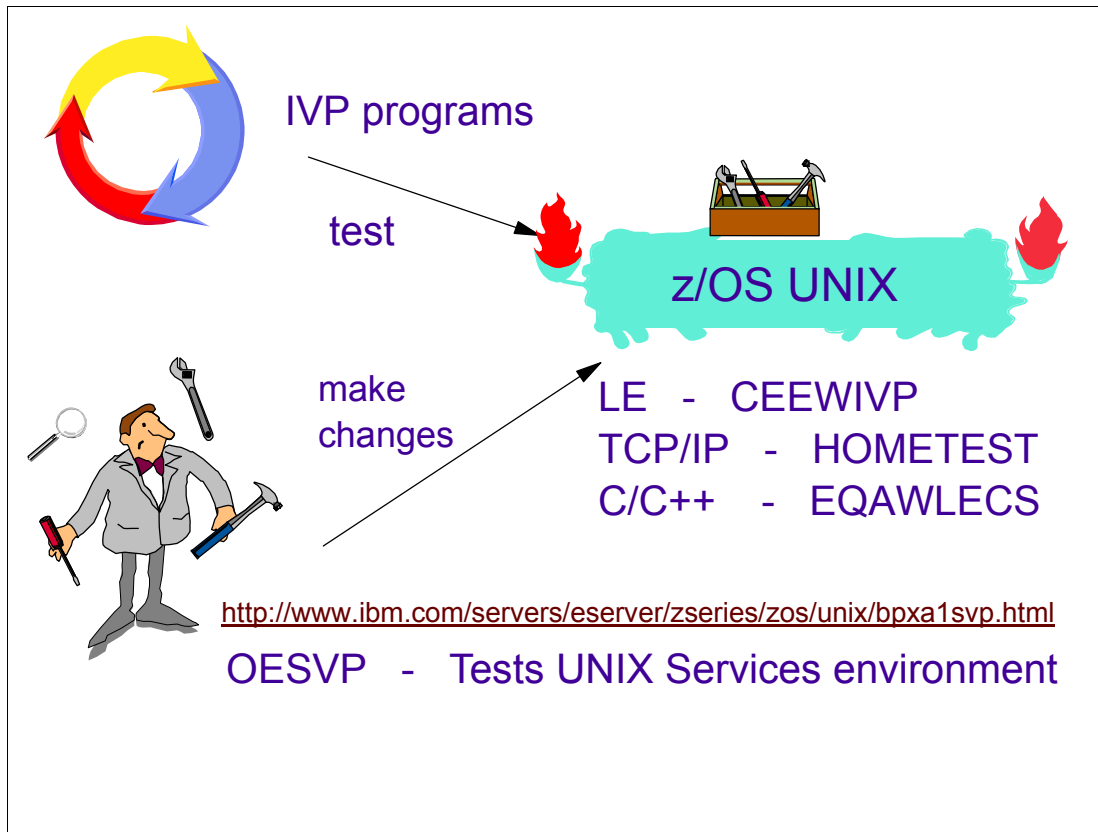 IVP programs
test
z/OS UNIX
make
changes
LE - CEEWIVP
TCP/IP - HOMETEST
C/C++ - EQAWLECS
http://www.ibm.com/servers/eserver/zseries/zos/unix/bpxa1svp.html
OESVP - Tests UNIX Services environment